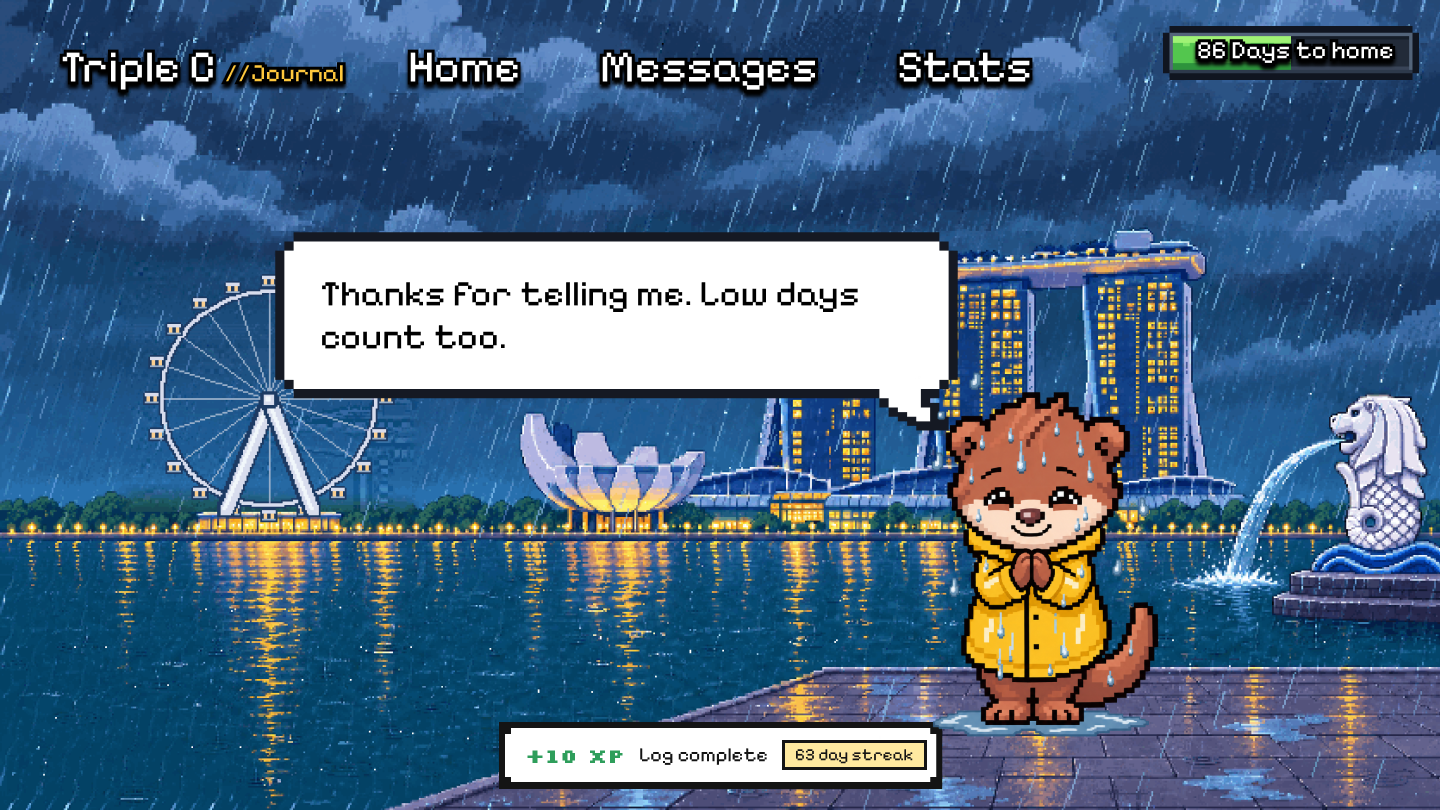 Triple C //Journal Home Messages Stats 86 Days to home
Thanks for telling me. Low days
count too.
+10 XP Log complete 63 day streak